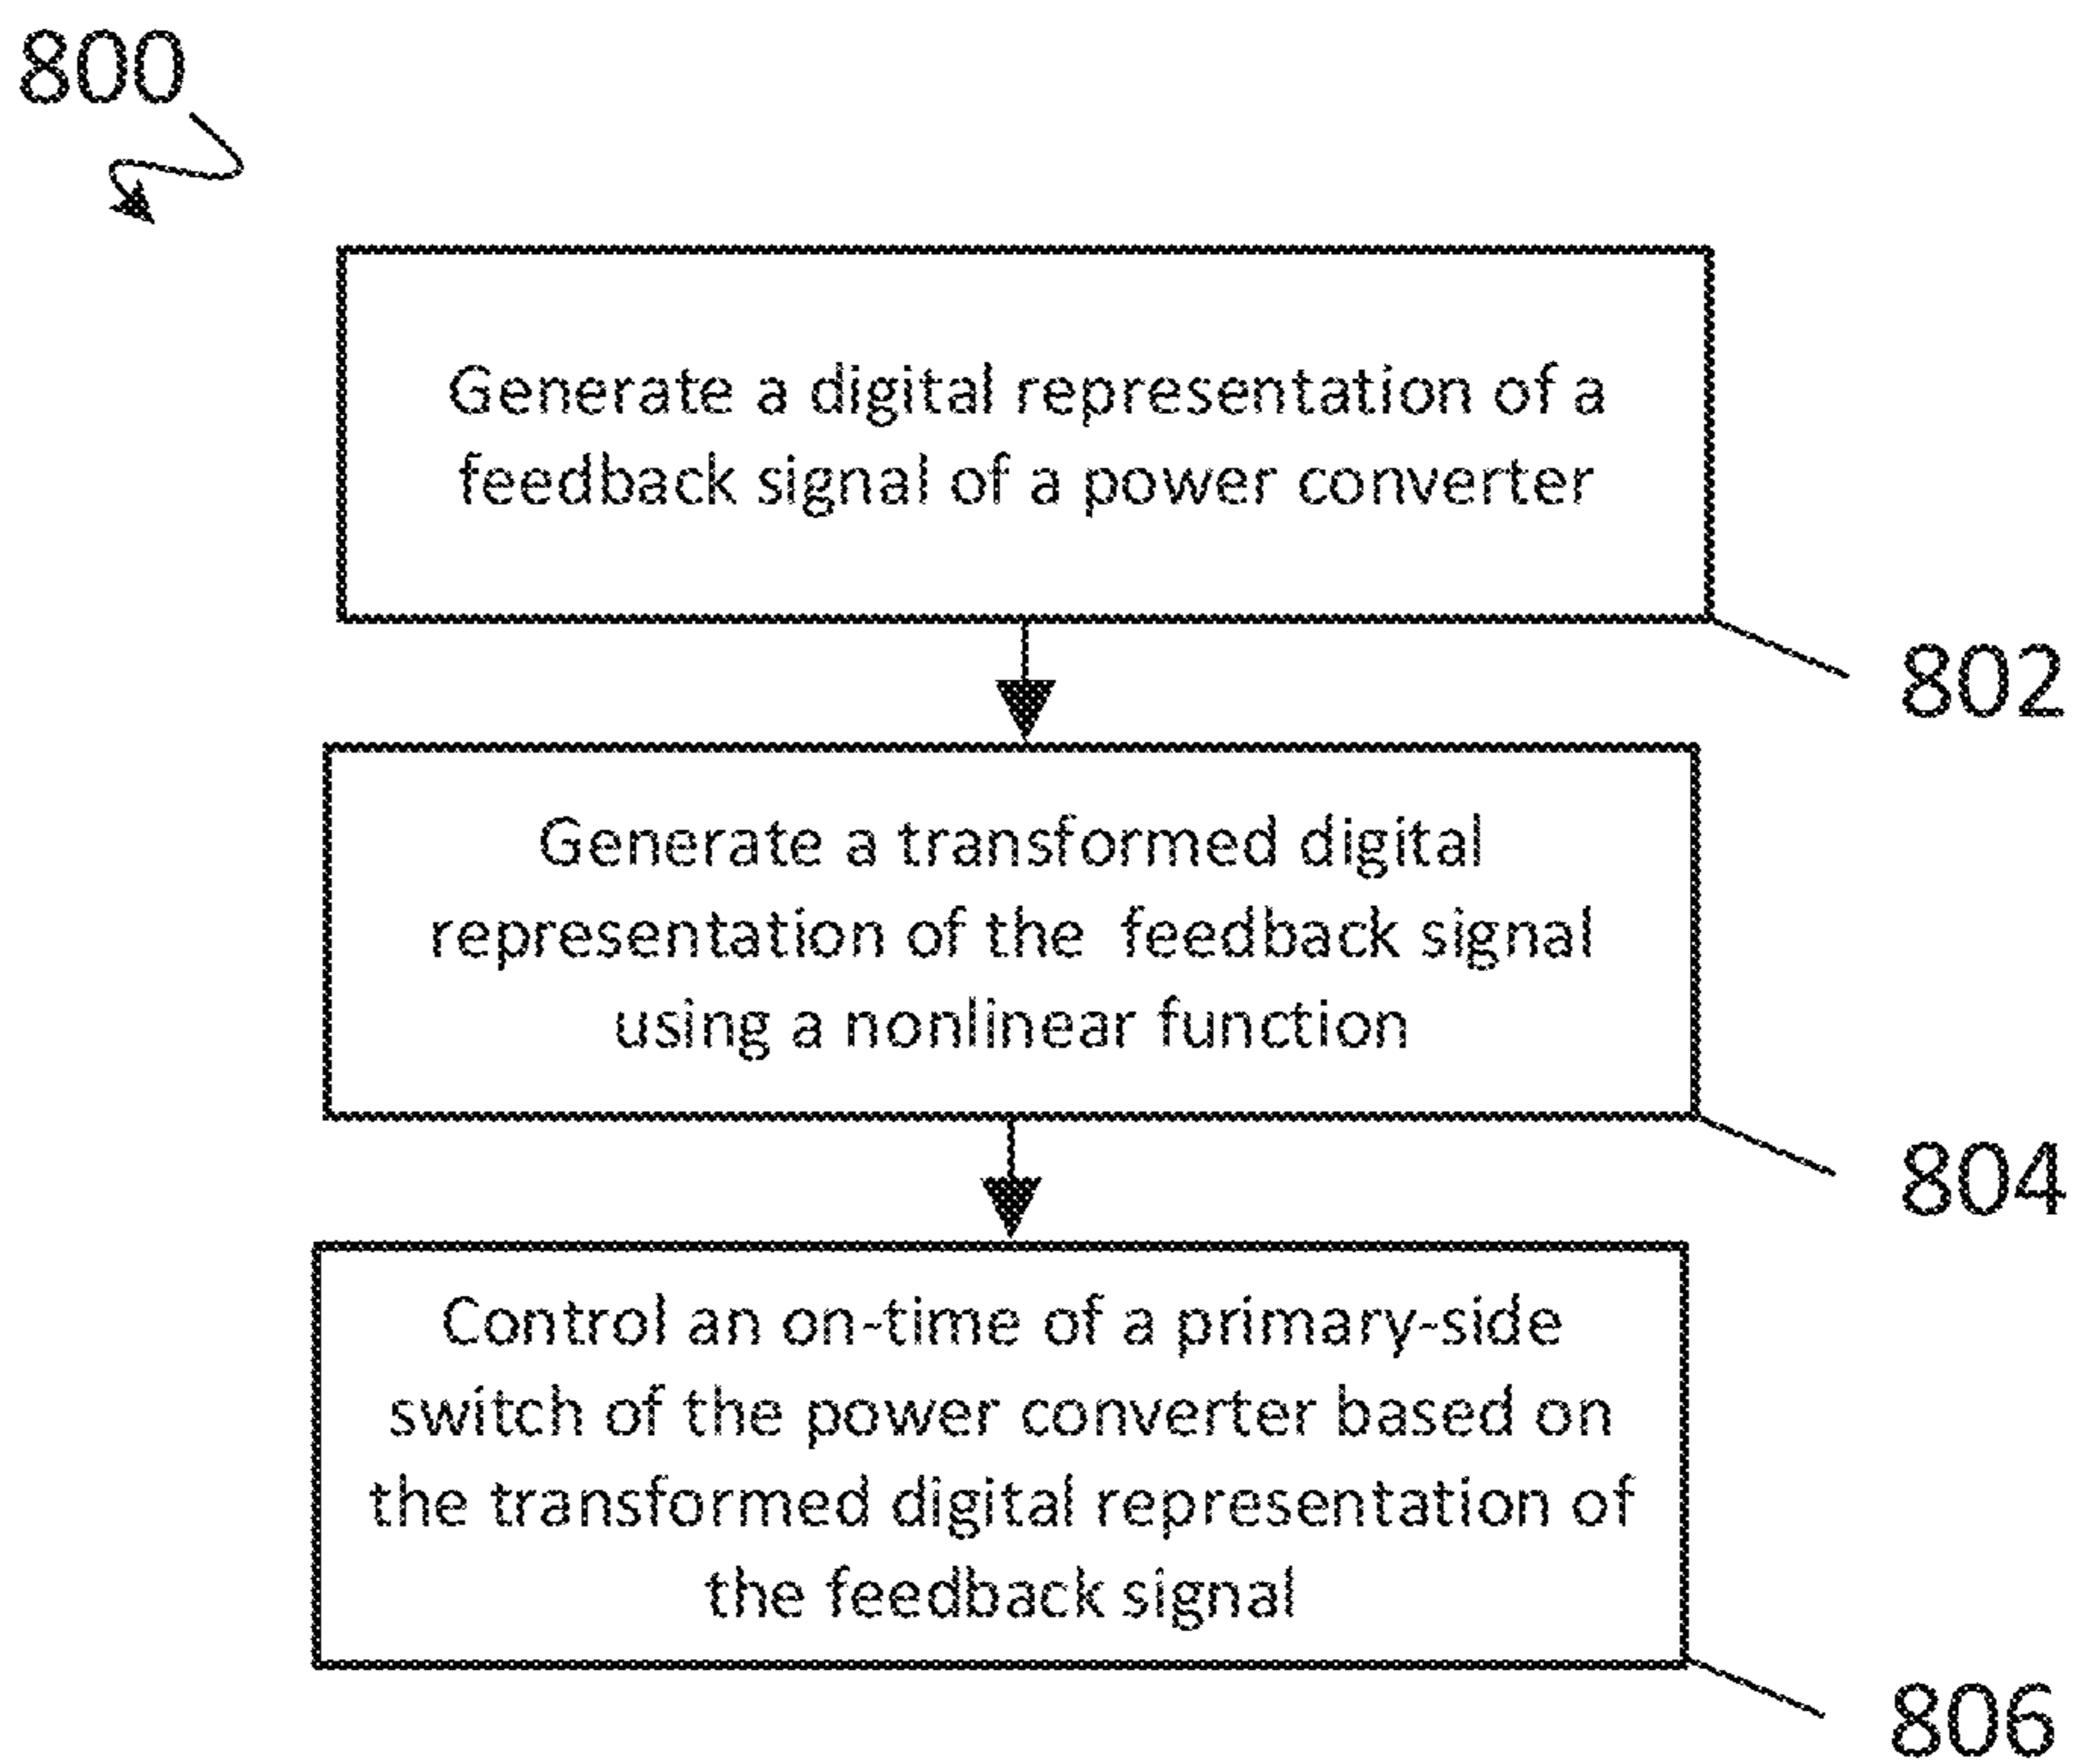 800
Generate a digital representation of a
feedback signal of a power converter
802
Generate a transformed digital
representation of the feedback signal
using a nonlinear function
804
Control an on-time of a primary-side
switch of the power converter based on
the transformed digital representation of
the feedback signal
806